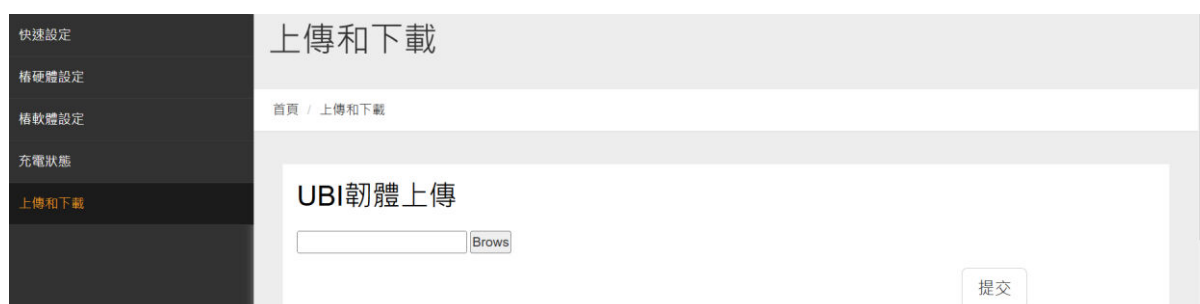 快速設定
樁硬體設定
樁軟體設定
充電狀態
上傳和下載
上傳和下載
首頁 / 上傳和下載
UBI韌體上傳
Brows
提交